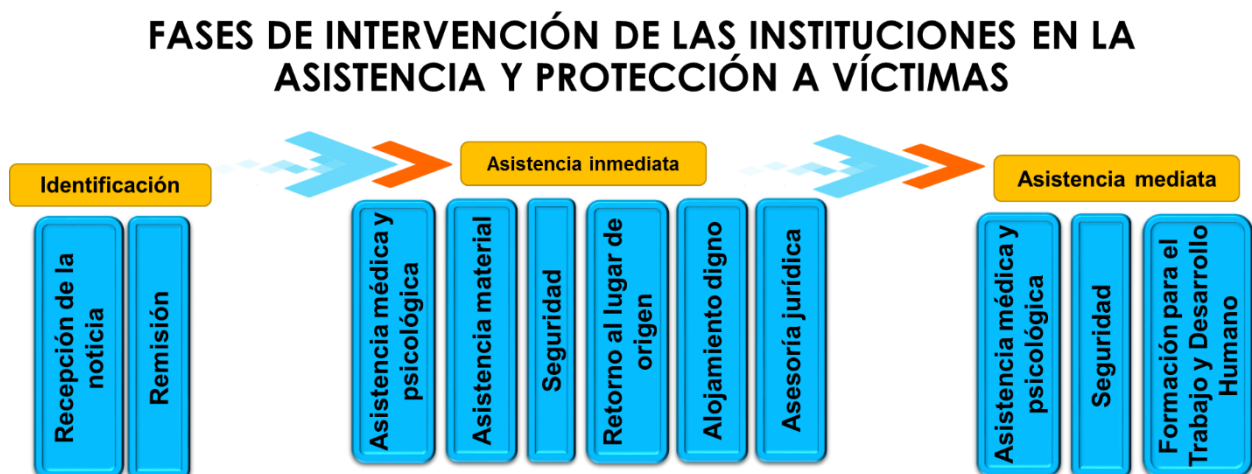 FASES DE INTERVENCIÓN DE LAS INSTITUCIONES EN LA
ASISTENCIA Y PROTECCIÓN A VÍCTIMAS
Identificación
Recepción de la
noticia
Remisión
Asistencia inmediata
Asistencia médica y
psicológica
Asistencia material
Seguridad
Retorno al lugar de
origen
Alojamiento digno
Asesoría jurídica
Asistencia mediata
Asistencia médica y
psicológica
Seguridad
Formación para el
Trabajo y Desarrollo
Humano